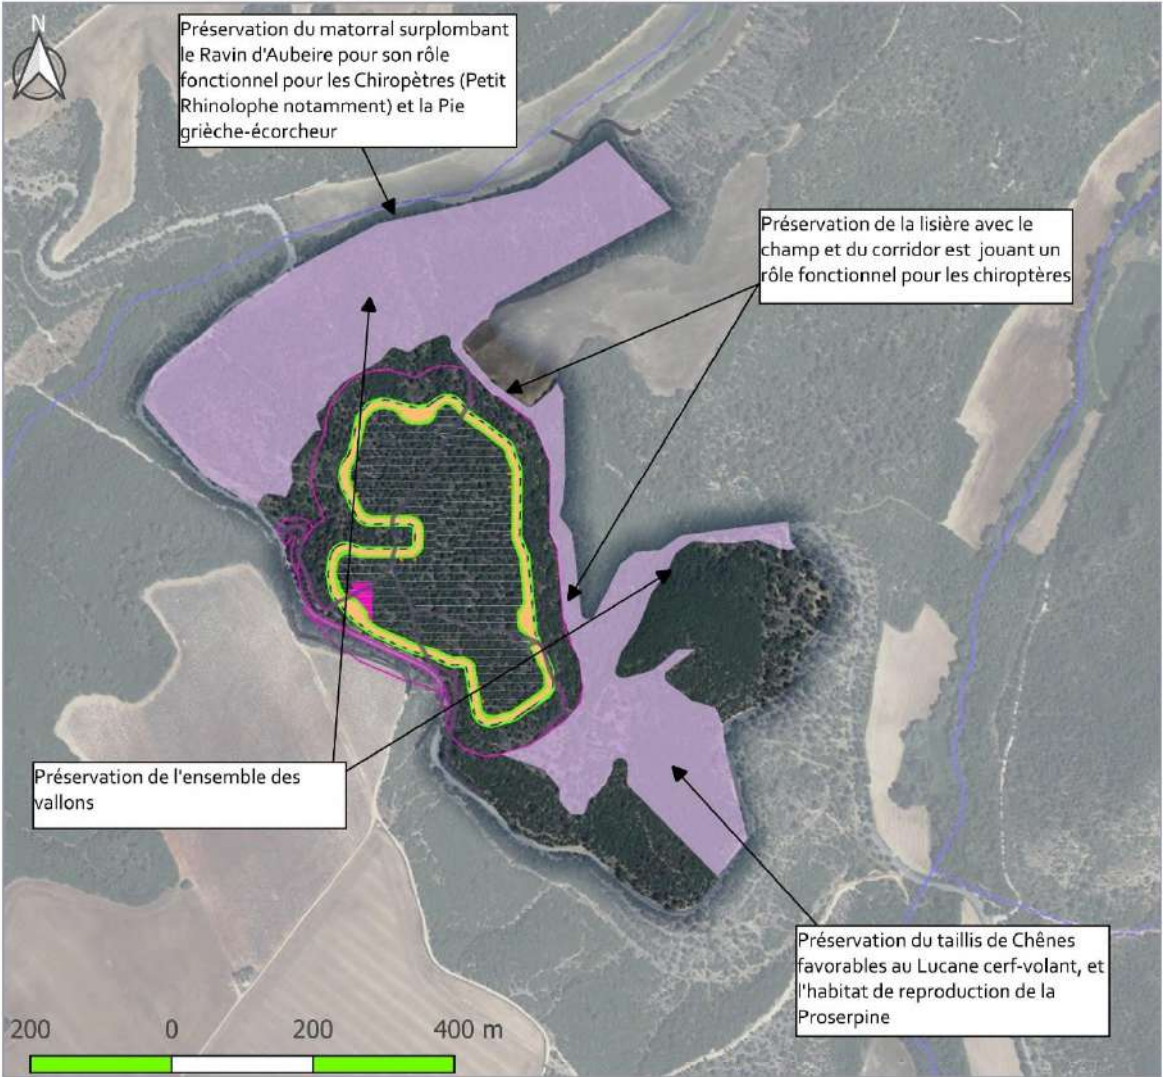 N
Préservation du matorral surplombant
le Ravin d'Aubeire pour son rôle
fonctionnel pour les Chiropètres (Petit
Rhinolophe notamment) et la Pie
grièche-écorcheur
Préservation de la lisière avec le
champ et du corridor est jouant un
rôle fonctionnel pour les chiroptères
Préservation de l'ensemble des
vallons
Préservation du taillis de Chênes
favorables au Lucane cerf-volant, et
l'habitat de reproduction de la
Proserpine
200 0 200 400 m